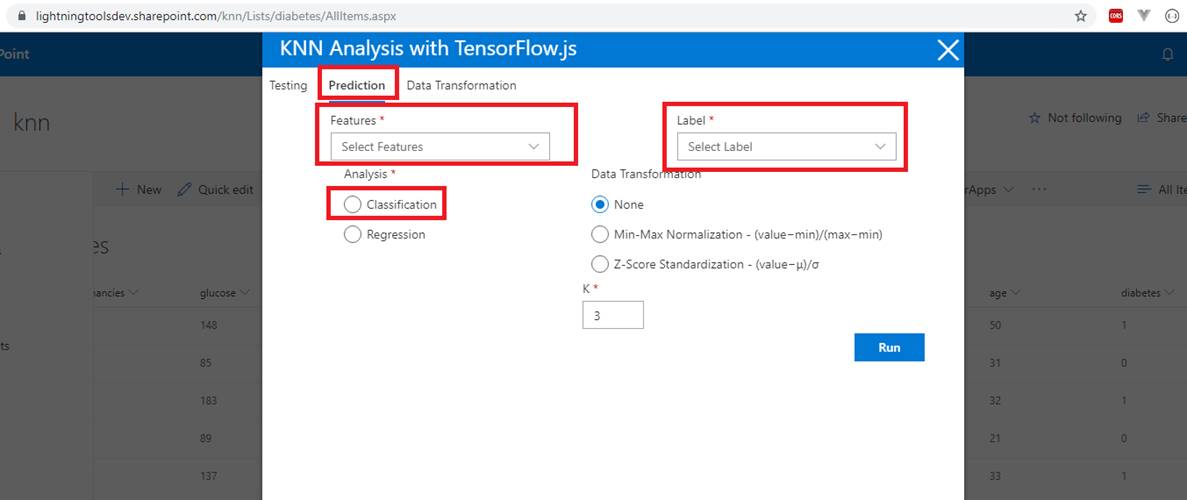 lightningtoolsdev.sharepoint.com/knn/Lists/diabetes/AllItems.aspx
CORS
Point
KNN Analysis with TensorFlow.js
Testing Prediction Data Transformation
knn
Not following Share
Features * Label *
Select Features Select Label
Analysis * Data Transformation
New Quick edit
Classification None
rApps ... All Ite
Regression Min-Max Normalization - (value−min)/(max−min)
es
Z-Score Standardization - (value−μ)/σ
nancies glucose K * age diabetes
148 3 50 1
ts Run
85 31 0
183 32 1
89 21 0
137 33 1